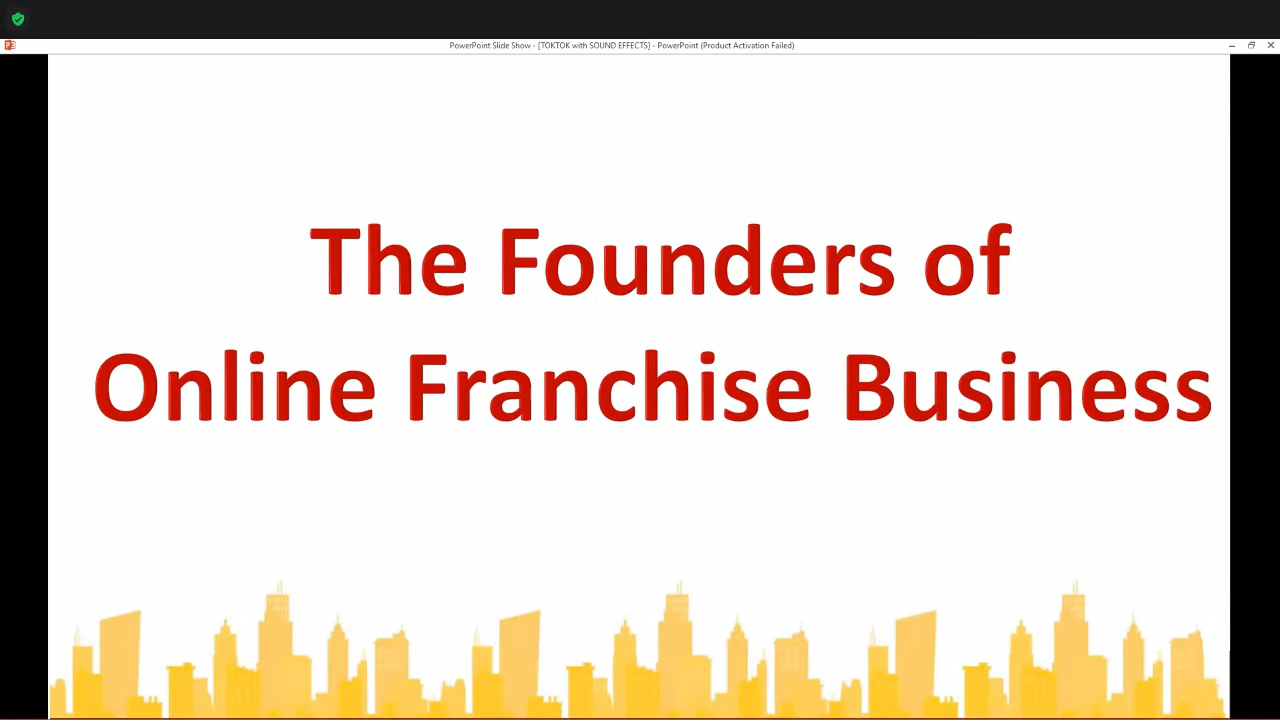 PowerPoint Slide Show - [TOKTOK with SOUND EFFECTS] - PowerPoint (Product Activation Failed)
The Founders of
Online Franchise Business